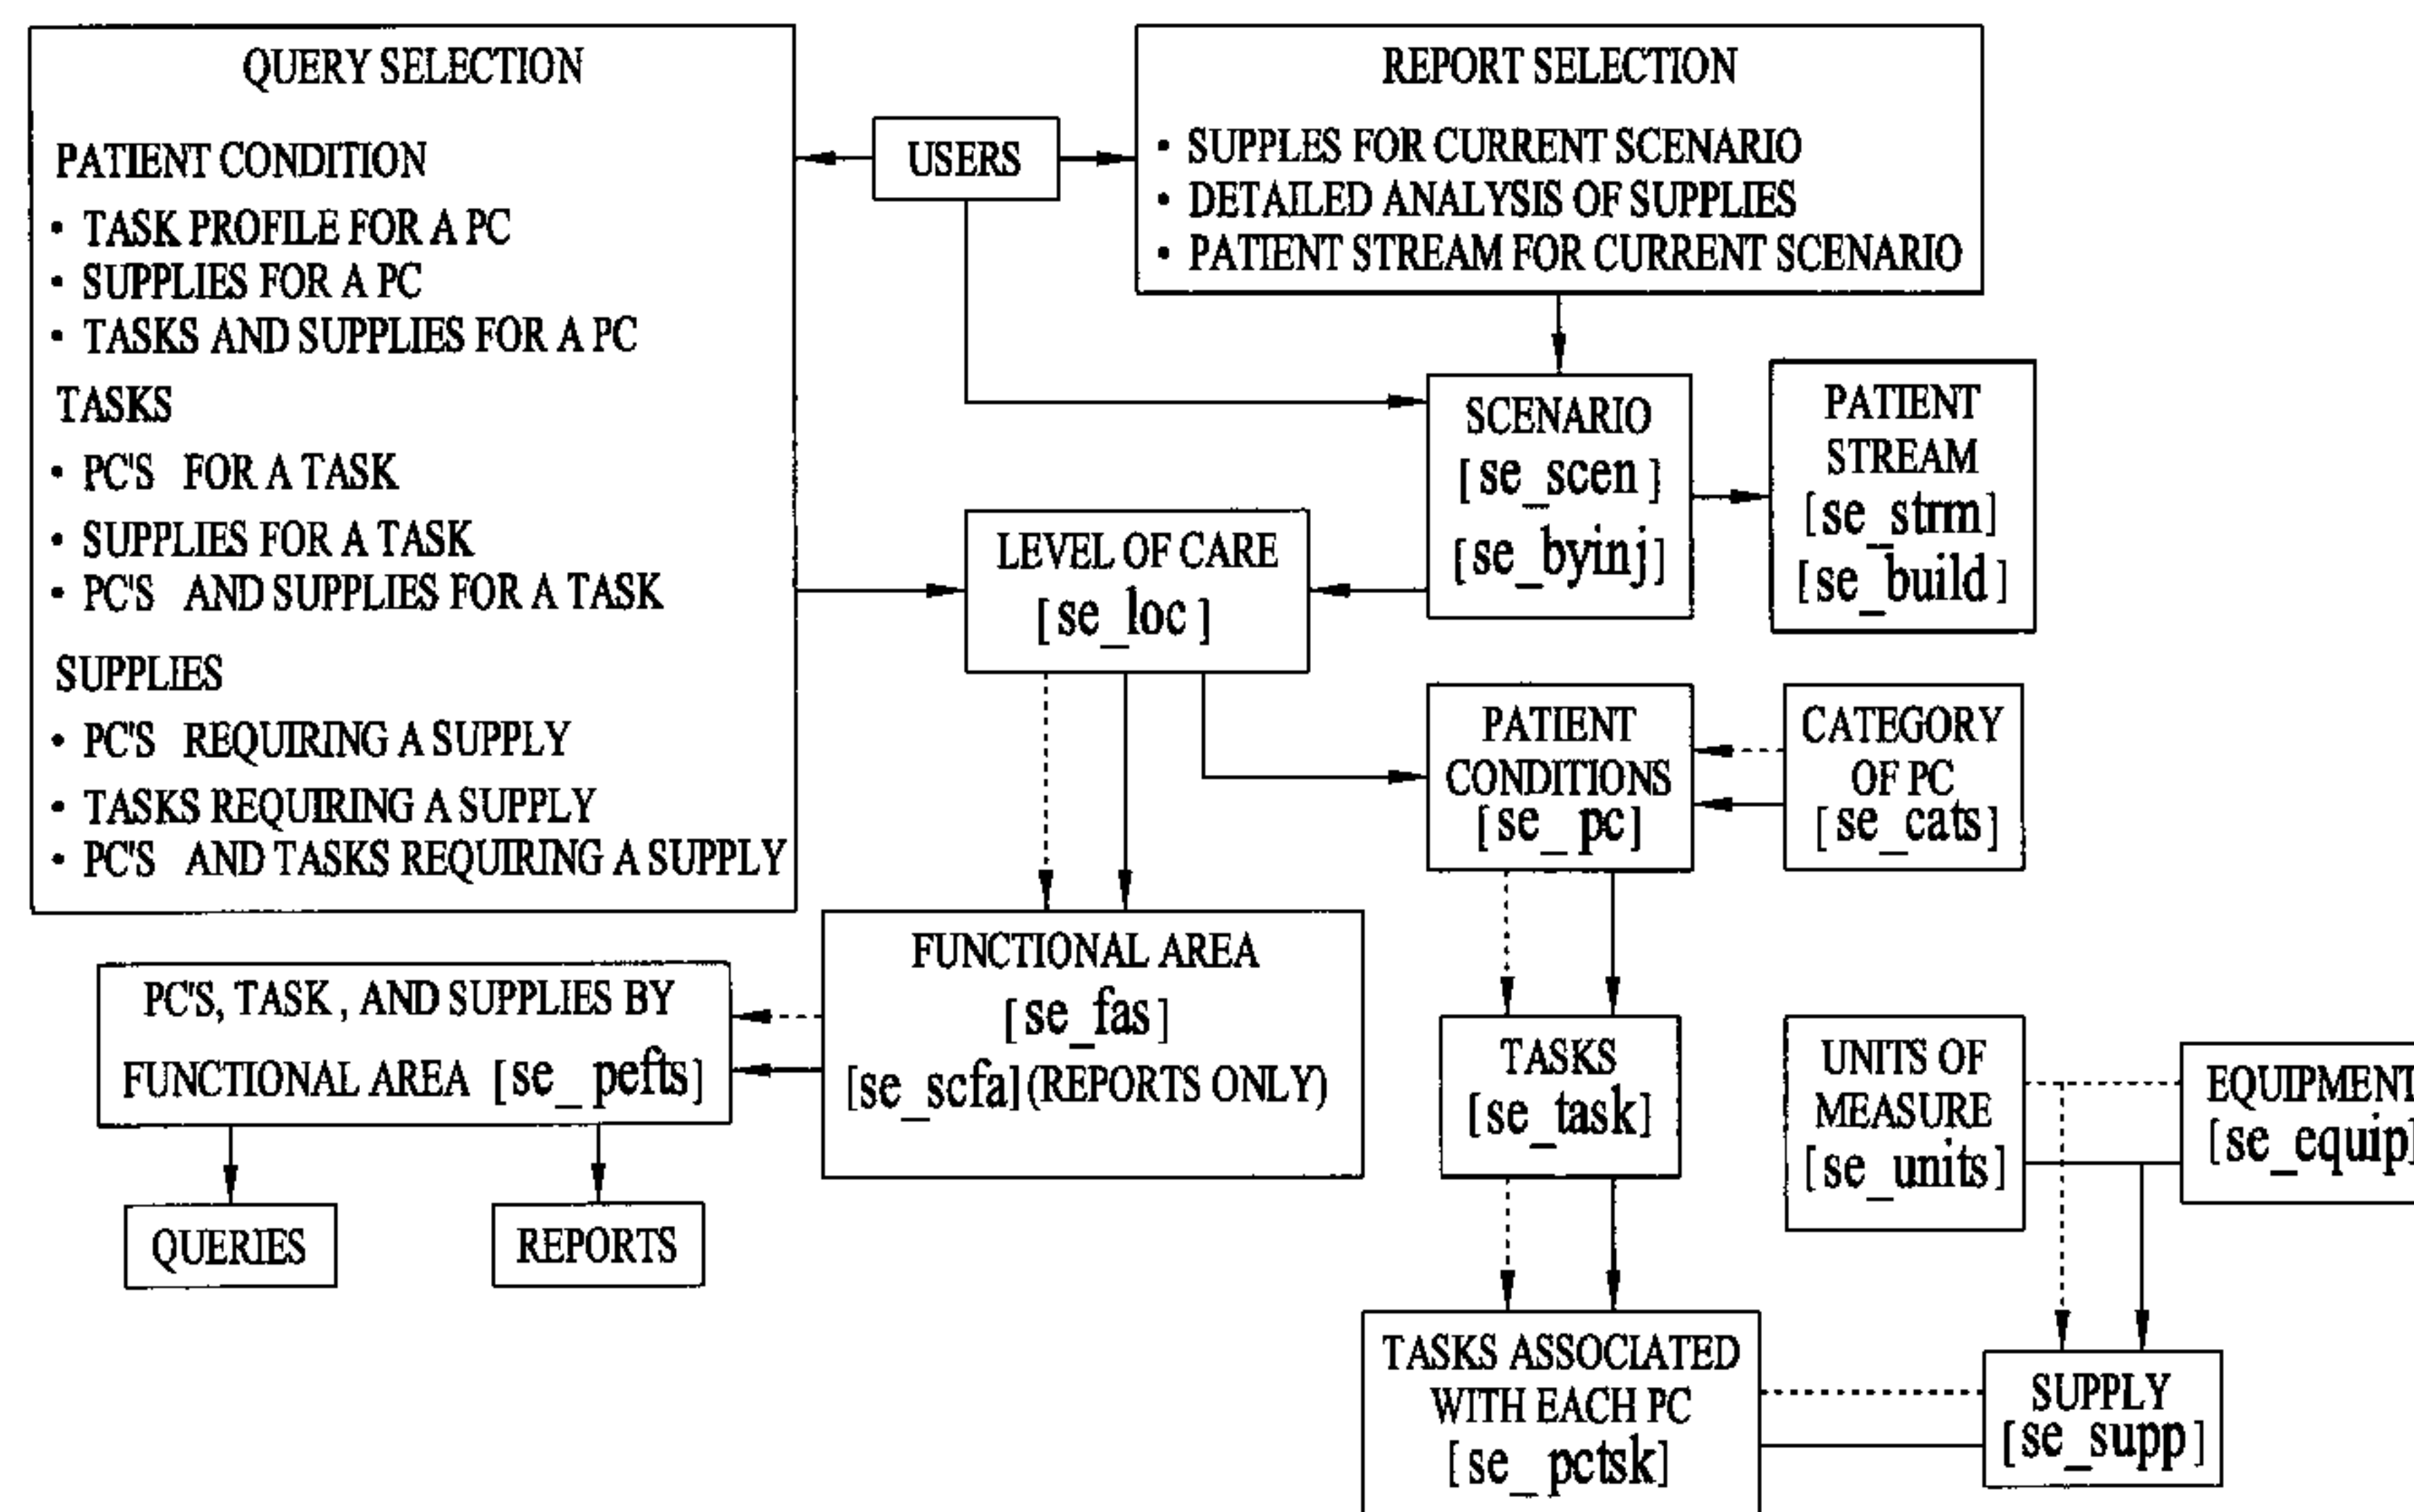 QUERY SELECTION
PATIENT CONDITION
• TASK PROFILE FOR A PC
• SUPPLIES FOR A PC
• TASKS AND SUPPLIES FOR A PC
TASKS
• PC'S FOR A TASK
• SUPPLIES FOR A TASK
• PC'S AND SUPPLIES FOR A TASK
SUPPLIES
• PC'S REQUIRING A SUPPLY
• TASKS REQUIRING A SUPPLY
• PC'S AND TASKS REQUIRING A SUPPLY
USERS
REPORT SELECTION
• SUPPLES FOR CURRENT SCENARIO
• DETAILED ANALYSIS OF SUPPLIES
• PATIENT STREAM FOR CURRENT SCENARIO
SCENARIO
[se_scen]
[se_byinj]
PATIENT
STREAM
[se_strm]
[se_build]
LEVEL OF CARE
[se_loc]
PATIENT
CONDITIONS
[se_pc]
CATEGORY
OF PC
[se_cats]
FUNCTIONAL AREA
[se_fas]
[se_scfa] (REPORTS ONLY)
PC'S, TASK, AND SUPPLIES BY
FUNCTIONAL AREA [se_pefts]
QUERIES
REPORTS
TASKS
[se_task]
UNITS OF
MEASURE
[se_units]
EQUIPMENT
[se_equip]
TASKS ASSOCIATED
WITH EACH PC
[se_pctsk]
SUPPLY
[se_supp]